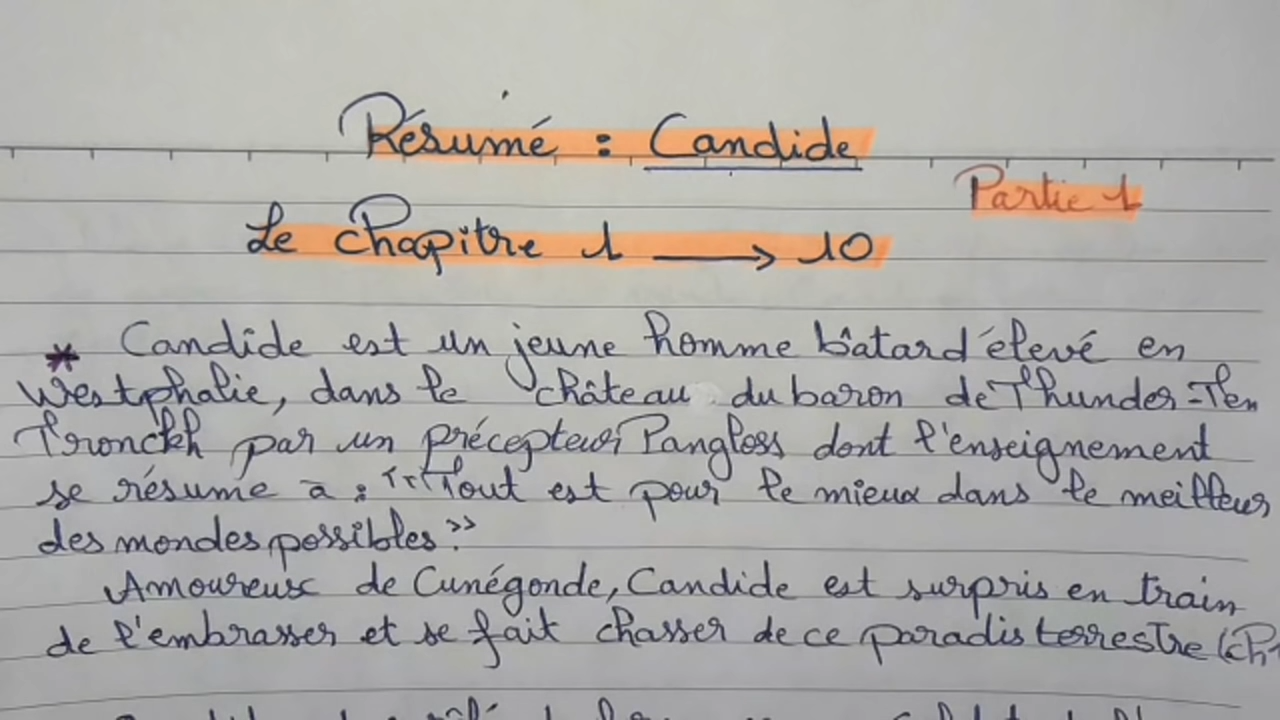 Résumé : Candide
Partie 1
Le Chapitre 1 → 10
* Candide est un jeune homme bâtard élevé en
Westphalie, dans le château du baron de Thunder-Ten
Tronckh par un précepteur Pangloss dont l'enseignement
se résume à : "Tout est pour le mieux dans le meilleur
des mondes possibles."
Amoureux de Cunégonde, Candide est surpris en train
de l'embrasser et se fait chasser de ce paradis terrestre (Ch1